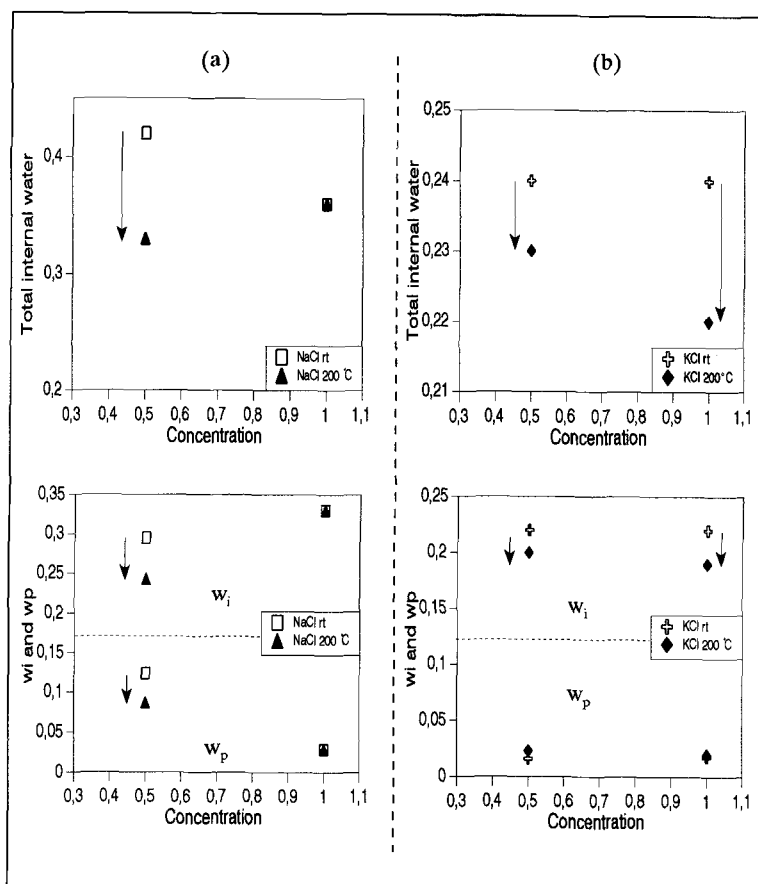 (a)
Total internal water
0,4
0,3
0,2
NaCl rt
NaCl 200 °C
0,3 0,4 0,5 0,6 0,7 0,8 0,9 1 1,1
Concentration
(b)
Total internal water
0,25
0,24
0,23
0,22
0,21
KCl rt
KCl 200°C
0,3 0,4 0,5 0,6 0,7 0,8 0,9 1 1,1
Concentration
wi and wp
0,35
0,3
0,25
0,2
0,15
0,1
0,05
0
wi
NaCl rt
NaCl 200 °C
wp
0,3 0,4 0,5 0,6 0,7 0,8 0,9 1 1,1
Concentration
wi and wp
0,25
0,2
0,15
0,1
0,05
0
wi
KCl rt
KCl 200 °C
wp
0,3 0,4 0,5 0,6 0,7 0,8 0,9 1 1,1
Concentration